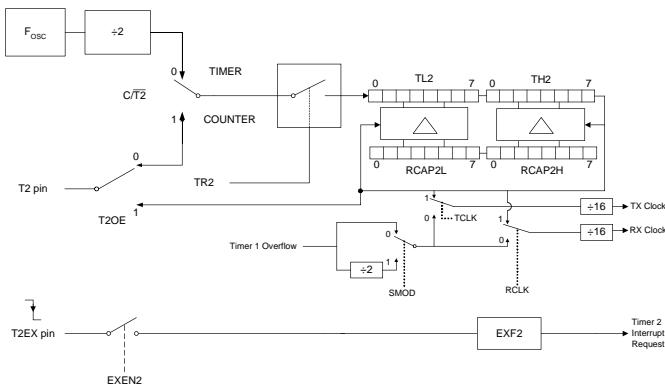 F_OSC
÷2
0
TIMER
C/T2
1
COUNTER
0
TL2
7
0
TH2
7
0
RCAP2L
7
0
RCAP2H
7
T2 pin
0
T2OE
1
TR2
1
0
TCLK
1
0
RCLK
÷16
TX Clock
÷16
RX Clock
Timer 1 Overflow
0
1
÷2
SMOD
T2EX pin
EXEN2
EXF2
Timer 2
Interrupt
Request